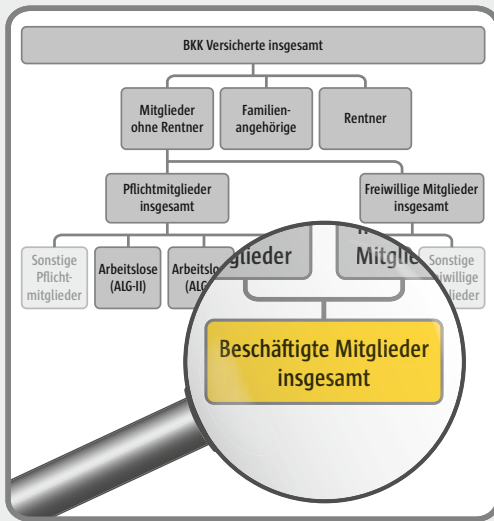 BKK Versicherte insgesamt
Mitglieder
ohne Rentner
Familien-
angehörige
Rentner
Pflichtmitglieder
insgesamt
Freiwillige Mitglieder
insgesamt
Sonstige
Pflicht-
mitglieder
Arbeitslose
(ALG-II)
Sonstige
Beschäftigte Mitglieder
insgesamt